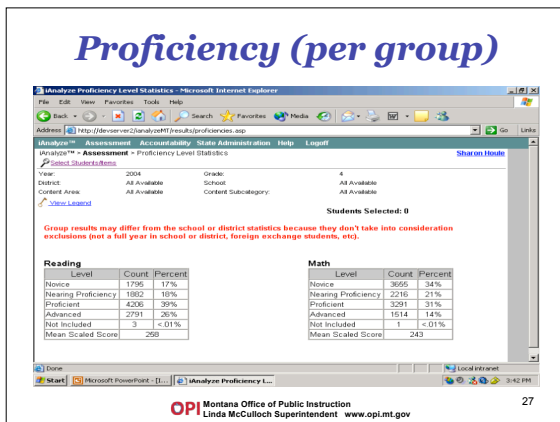 Proficiency (per group)
iAnalyze Proficiency Level Statistics - Microsoft Internet Explorer
File Edit View Favorites Tools Help
Back Search Favorites Media
Address http://devserver2/ianalyzeMT/results/proficiencies.asp Go Links
iAnalyze™ Assessment Accountability State Administration Help Logoff
iAnalyze™ > Assessment > Proficiency Level Statistics Sharon Houle
Select Students/Items
Year: 2004 Grade: 4
District: All Available School: All Available
Content Area: All Available Content Subcategory: All Available
View Legend
Students Selected: 0
Group results may differ from the school or district statistics because they don't take into consideration
exclusions (not a full year in school or district, foreign exchange students, etc).
Reading
Level Count Percent
Novice 1795 17%
Nearing Proficiency 1882 18%
Proficient 4206 39%
Advanced 2791 26%
Not Included 3 <.01%
Mean Scaled Score 258
Math
Level Count Percent
Novice 3655 34%
Nearing Proficiency 2216 21%
Proficient 3291 31%
Advanced 1514 14%
Not Included 1 <.01%
Mean Scaled Score 243
Done Local intranet
Start Microsoft PowerPoint - [I... iAnalyze Proficiency L... 3:42 PM
OPI Montana Office of Public Instruction
Linda McCulloch Superintendent www.opi.mt.gov
27